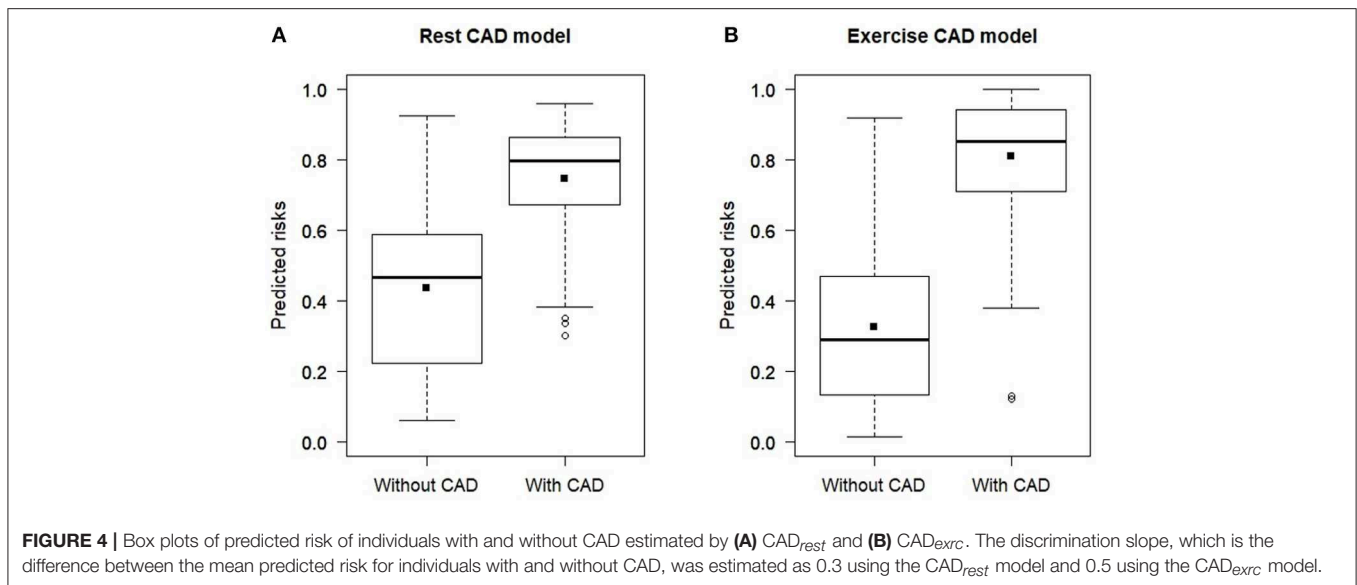 A
Rest CAD model
Predicted risks
1.0
0.8
0.6
0.4
0.2
0.0
Without CAD
With CAD
B
Exercise CAD model
Predicted risks
1.0
0.8
0.6
0.4
0.2
0.0
Without CAD
With CAD
FIGURE 4 | Box plots of predicted risk of individuals with and without CAD estimated by (A) CADrest and (B) CADexrc. The discrimination slope, which is the
difference between the mean predicted risk for individuals with and without CAD, was estimated as 0.3 using the CADrest model and 0.5 using the CADexrc model.